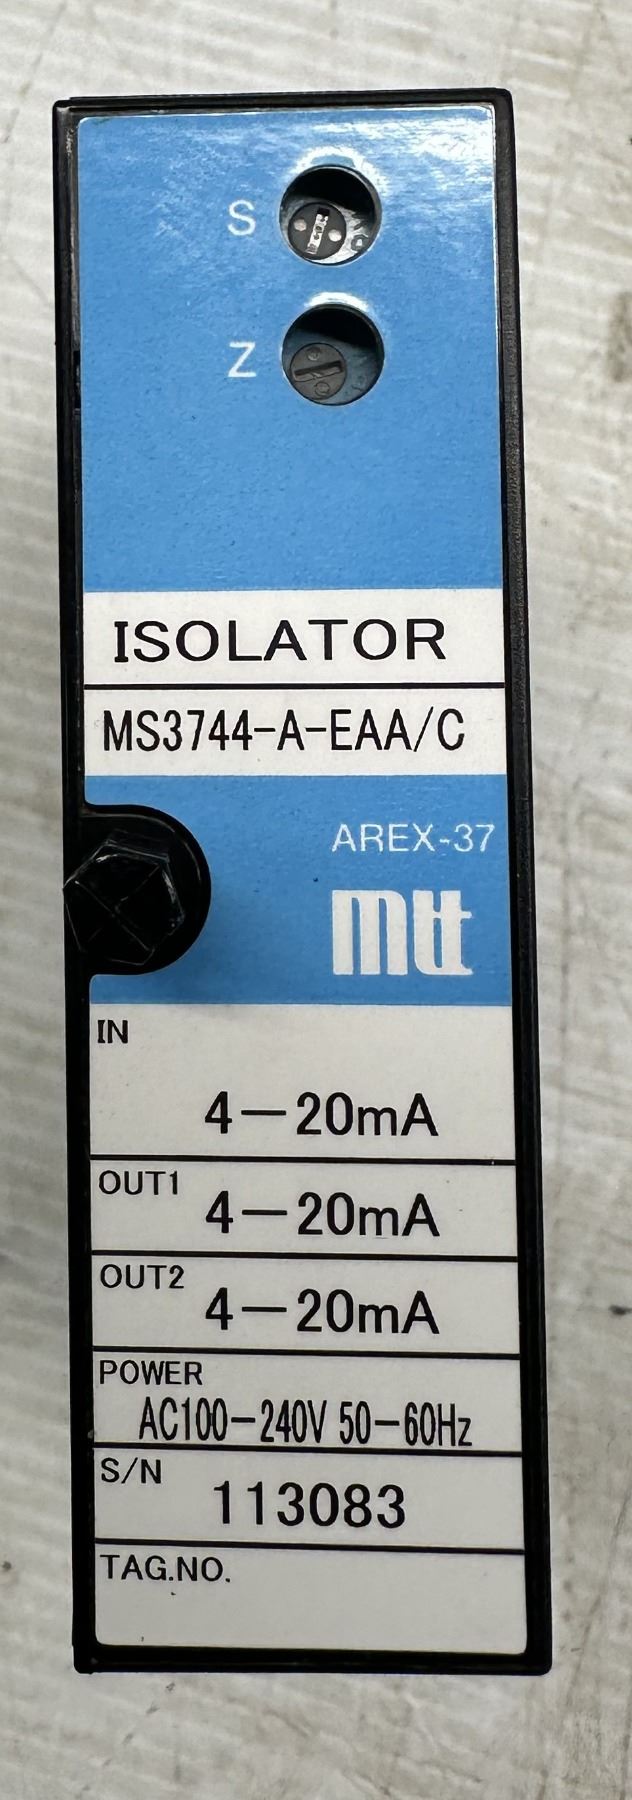 S
Z
ISOLATOR
MS3744-A-EAA/C
AREX-37
mtt
IN
4-20mA
OUT1
4-20mA
OUT2
4-20mA
POWER
AC100-240V 50-60Hz
S/N
113083
TAG.NO.